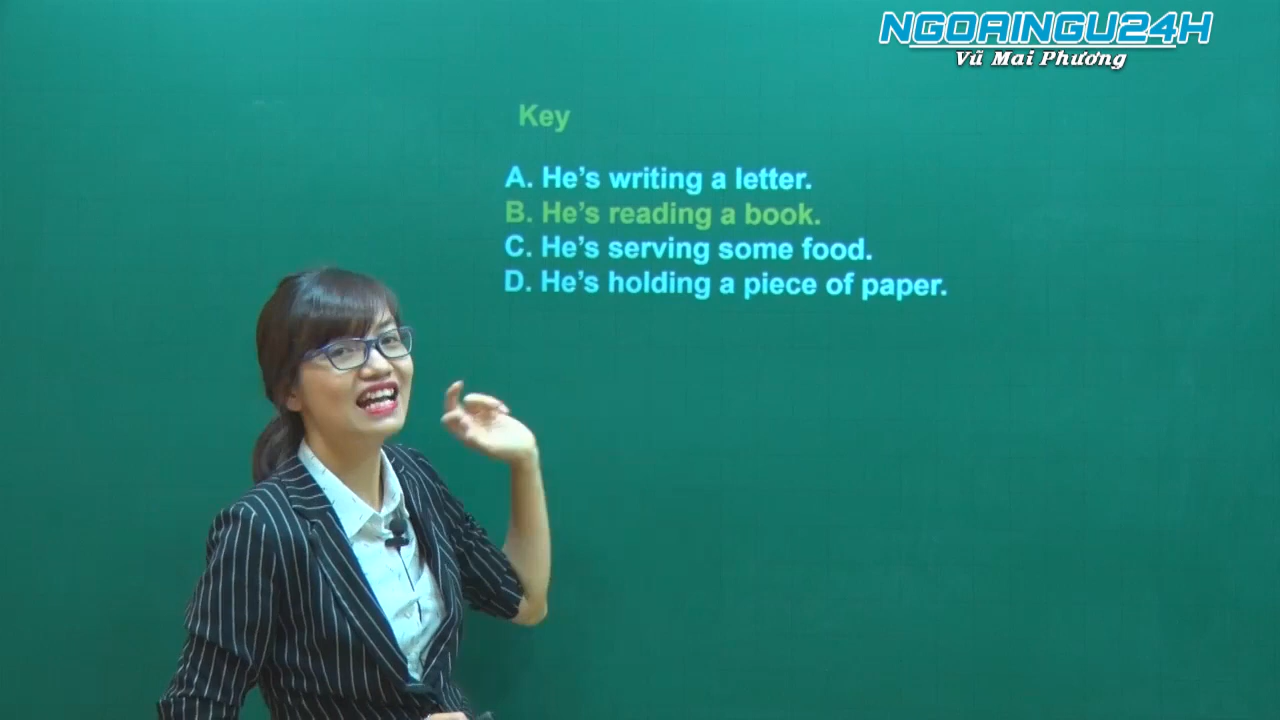 NGOAINGU24H
Vũ Mai Phương
Key
A. He's writing a letter.
B. He's reading a book.
C. He's serving some food.
D. He's holding a piece of paper.